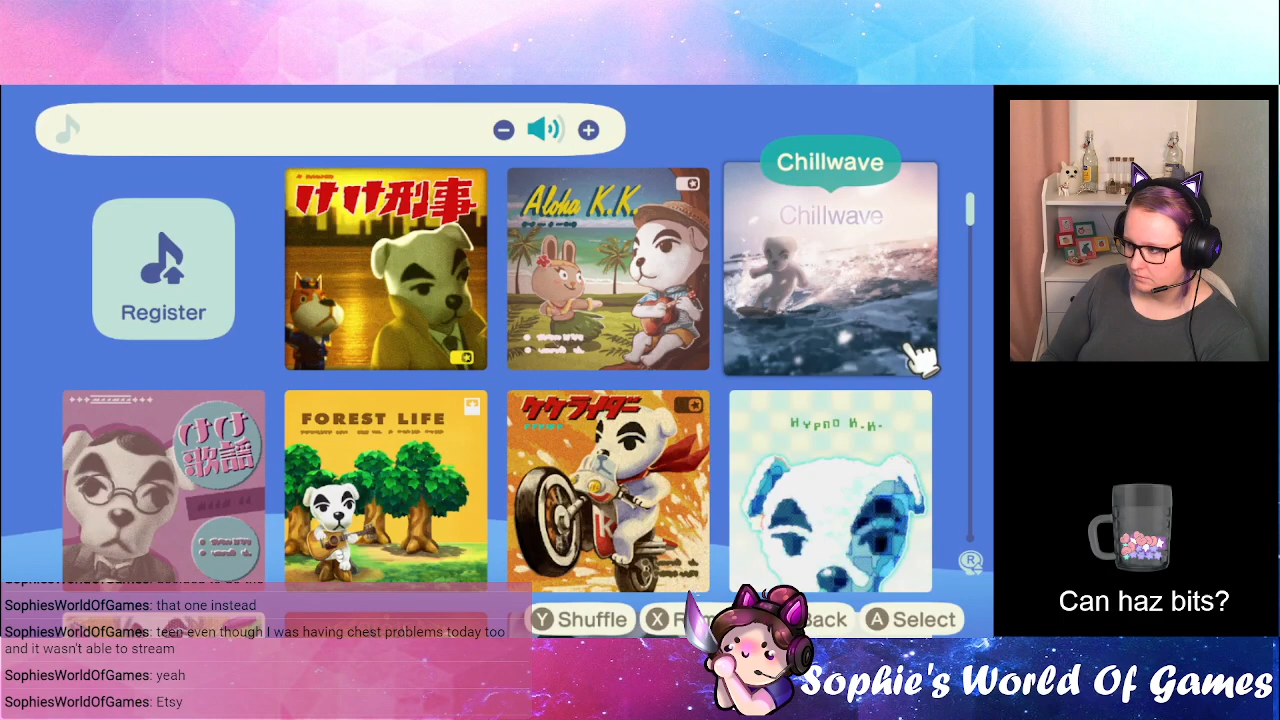 Chillwave
けけ刑事
Aloha K.K.
Chillwave
Register
けけ
歌謡
FOREST LIFE
ケケライダー
HYPNO K.K.
K
R
SophiesWorldOfGames: that one instead
SophiesWorldOfGames: teen even though I was having chest problems today too
and it wasn't able to stream
SophiesWorldOfGames: yeah
SophiesWorldOfGames: Etsy
Y Shuffle
X
Back
A Select
Can haz bits?
Sophie's World Of Games